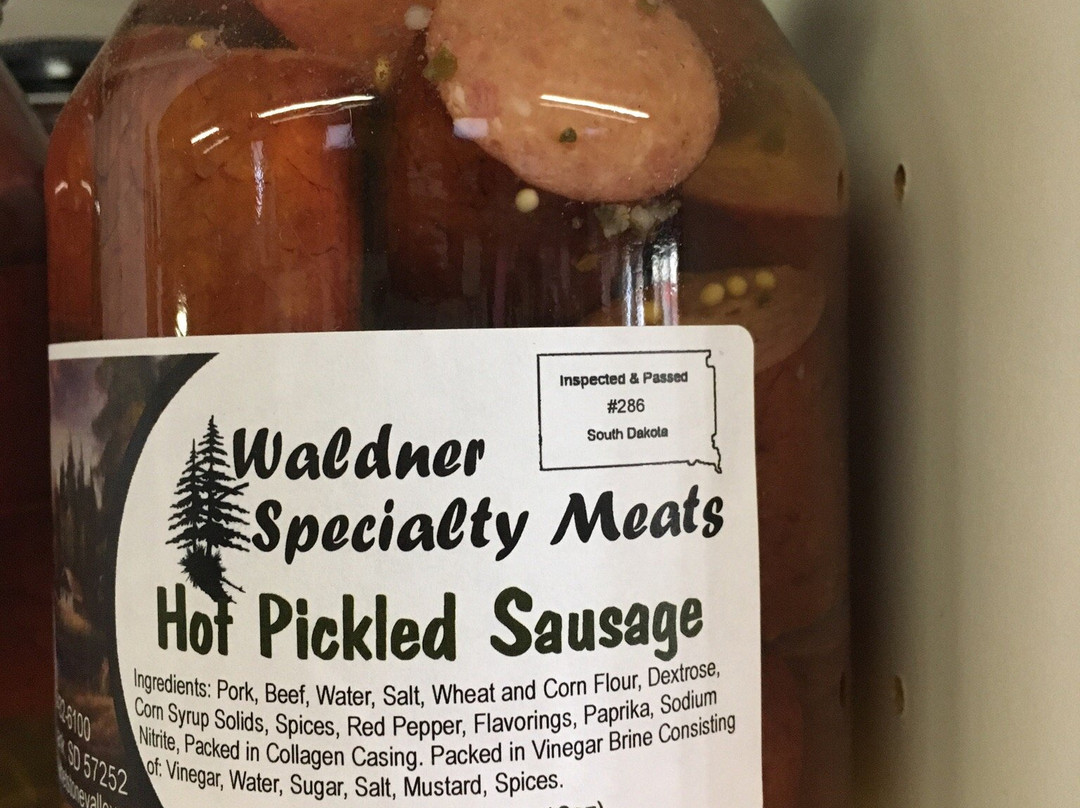 Inspected & Passed
#286
South Dakota
Waldner
Specialty Meats
Hot Pickled Sausage
Ingredients: Pork, Beef, Water, Salt, Wheat and Corn Flour, Dextrose,
Corn Syrup Solids, Spices, Red Pepper, Flavorings, Paprika, Sodium
Nitrite, Packed in Collagen Casing. Packed in Vinegar Brine Consisting
of: Vinegar, Water, Sugar, Salt, Mustard, Spices.
SD 57252